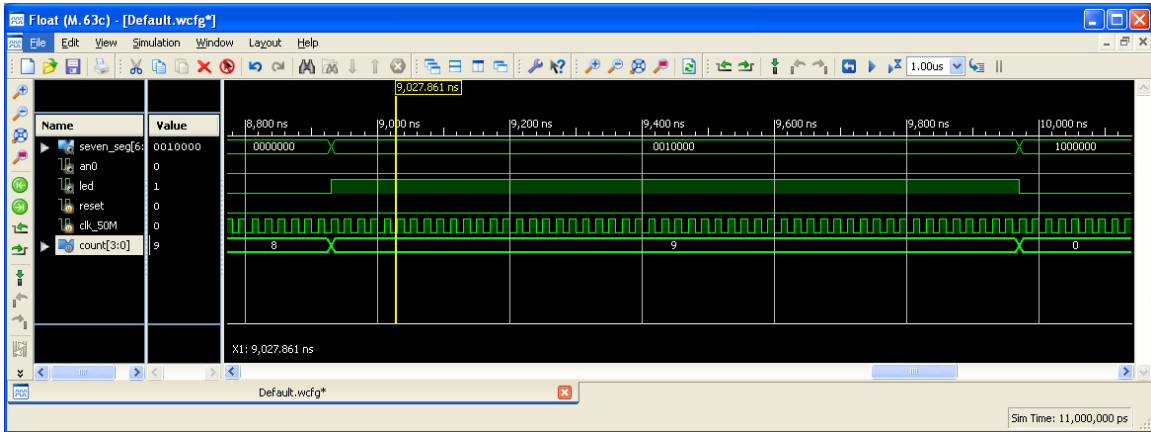 Float (M.63c) - [Default.wcfg*]
File Edit View Simulation Window Layout Help
1.00us
9,027.861 ns
Name Value
8,800 ns 9,000 ns 9,200 ns 9,400 ns 9,600 ns 9,800 ns 10,000 ns
seven_seg[6: 0010000 0000000 0010000 1000000
an0 0
led 1
reset 0
clk_50M 0
count[3:0] 9 8 9 0
X1: 9,027.861 ns
Default.wcfg*
Sim Time: 11,000,000 ps